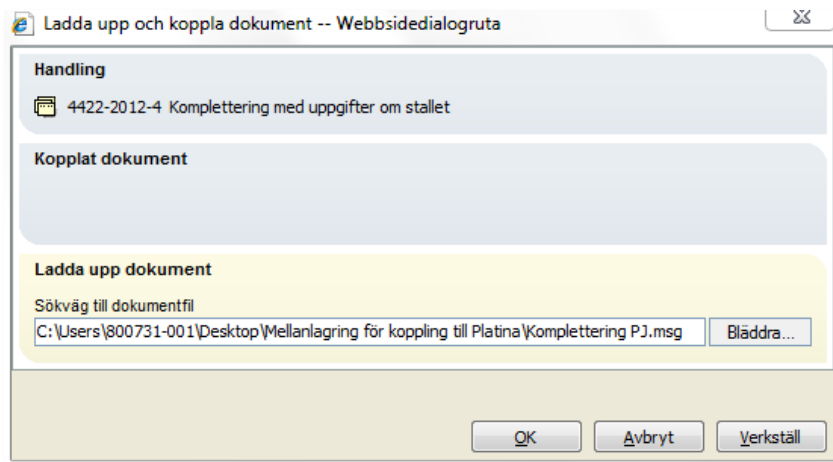 Ladda upp och koppla dokument -- Webbsidedialogruta
Handling
4422-2012-4 Komplettering med uppgifter om stallet
Kopplat dokument
Ladda upp dokument
Sökväg till dokumentfil
C:\Users\800731-001\Desktop\Mellanlagring för koppling till Platina\Komplettering PJ.msg Bläddra...
OK Avbryt Verkställ